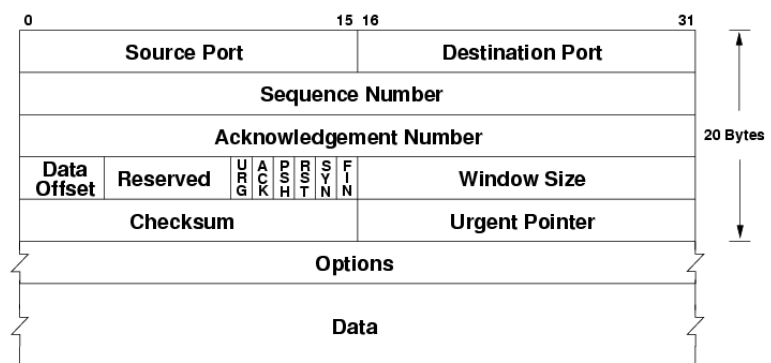 0 15 16 31
Source Port Destination Port
Sequence Number
Acknowledgement Number
20 Bytes
Data Offset Reserved URG ACK PSH RST SYN FIN Window Size
Checksum Urgent Pointer
Options
Data